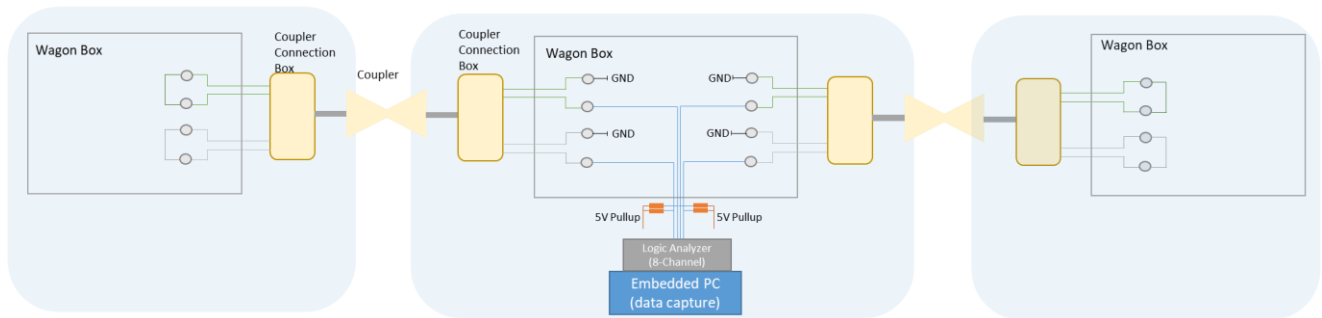 Wagon Box
Coupler
Connection
Box
Coupler
Coupler
Connection
Box
Wagon Box
GND
GND
GND
GND
5V Pullup
5V Pullup
Logic Analyzer
(8-Channel)
Embedded PC
(data capture)
Wagon Box